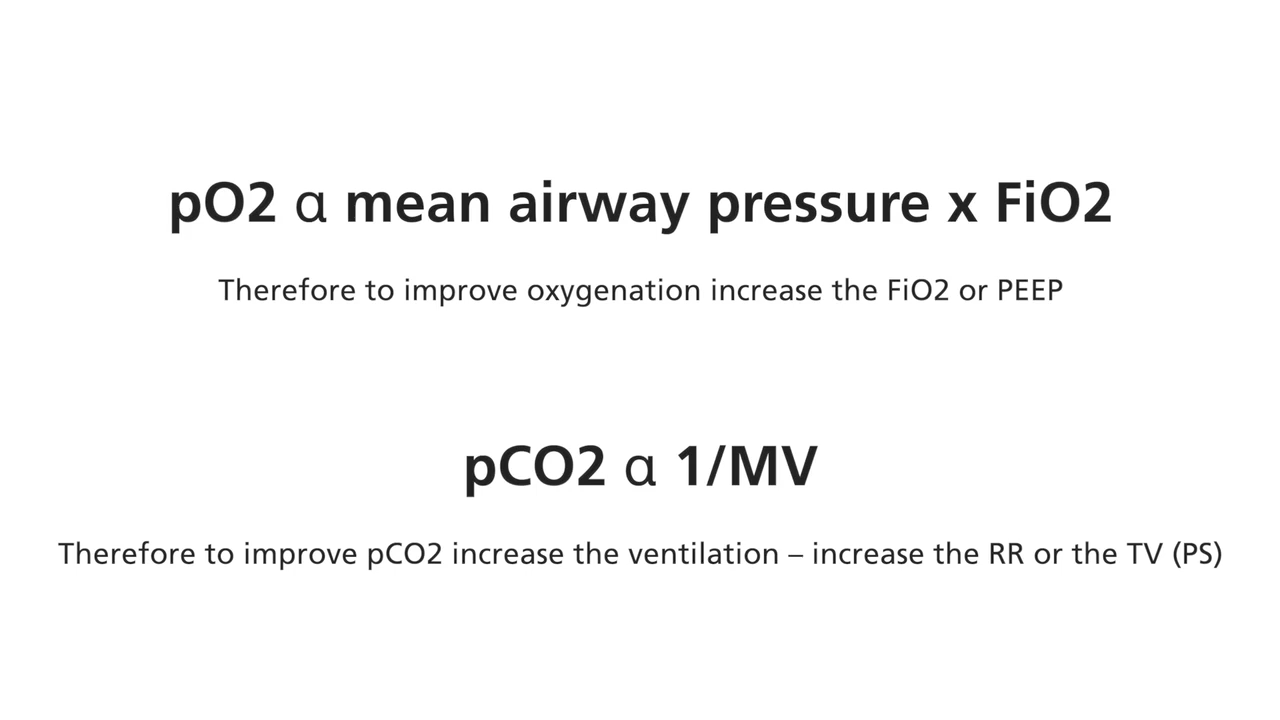 pO2 α mean airway pressure x FiO2
Therefore to improve oxygenation increase the FiO2 or PEEP
pCO2 α 1/MV
Therefore to improve pCO2 increase the ventilation – increase the RR or the TV (PS)